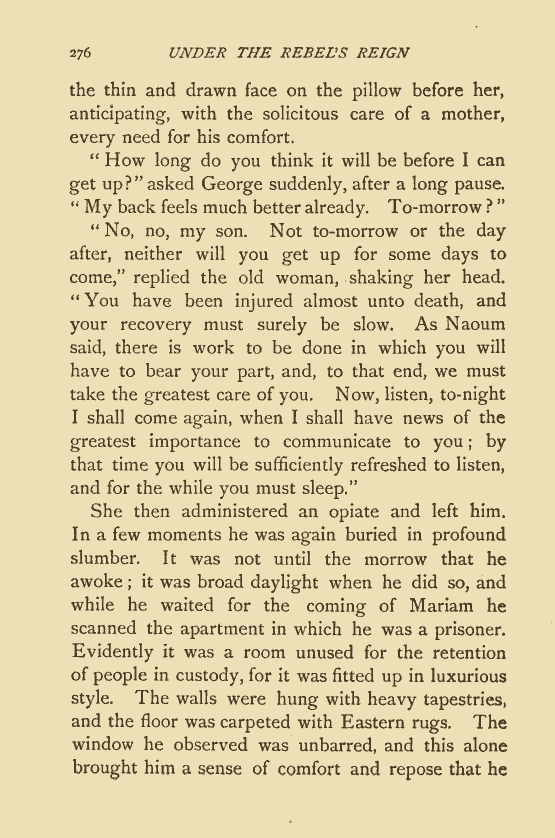 276 UNDER THE REBEL'S REIGN
the thin and drawn face on the pillow before her,
anticipating, with the solicitous care of a mother,
every need for his comfort.
"How long do you think it will be before I can
get up?" asked George suddenly, after a long pause.
"My back feels much better already. To-morrow?"
"No, no, my son. Not to-morrow or the day
after, neither will you get up for some days to
come," replied the old woman, shaking her head.
"You have been injured almost unto death, and
your recovery must surely be slow. As Naoum
said, there is work to be done in which you will
have to bear your part, and, to that end, we must
take the greatest care of you. Now, listen, to-night
I shall come again, when I shall have news of the
greatest importance to communicate to you; by
that time you will be sufficiently refreshed to listen,
and for the while you must sleep."
She then administered an opiate and left him.
In a few moments he was again buried in profound
slumber. It was not until the morrow that he
awoke; it was broad daylight when he did so, and
while he waited for the coming of Mariam he
scanned the apartment in which he was a prisoner.
Evidently it was a room unused for the retention
of people in custody, for it was fitted up in luxurious
style. The walls were hung with heavy tapestries,
and the floor was carpeted with Eastern rugs. The
window he observed was unbarred, and this alone
brought him a sense of comfort and repose that he